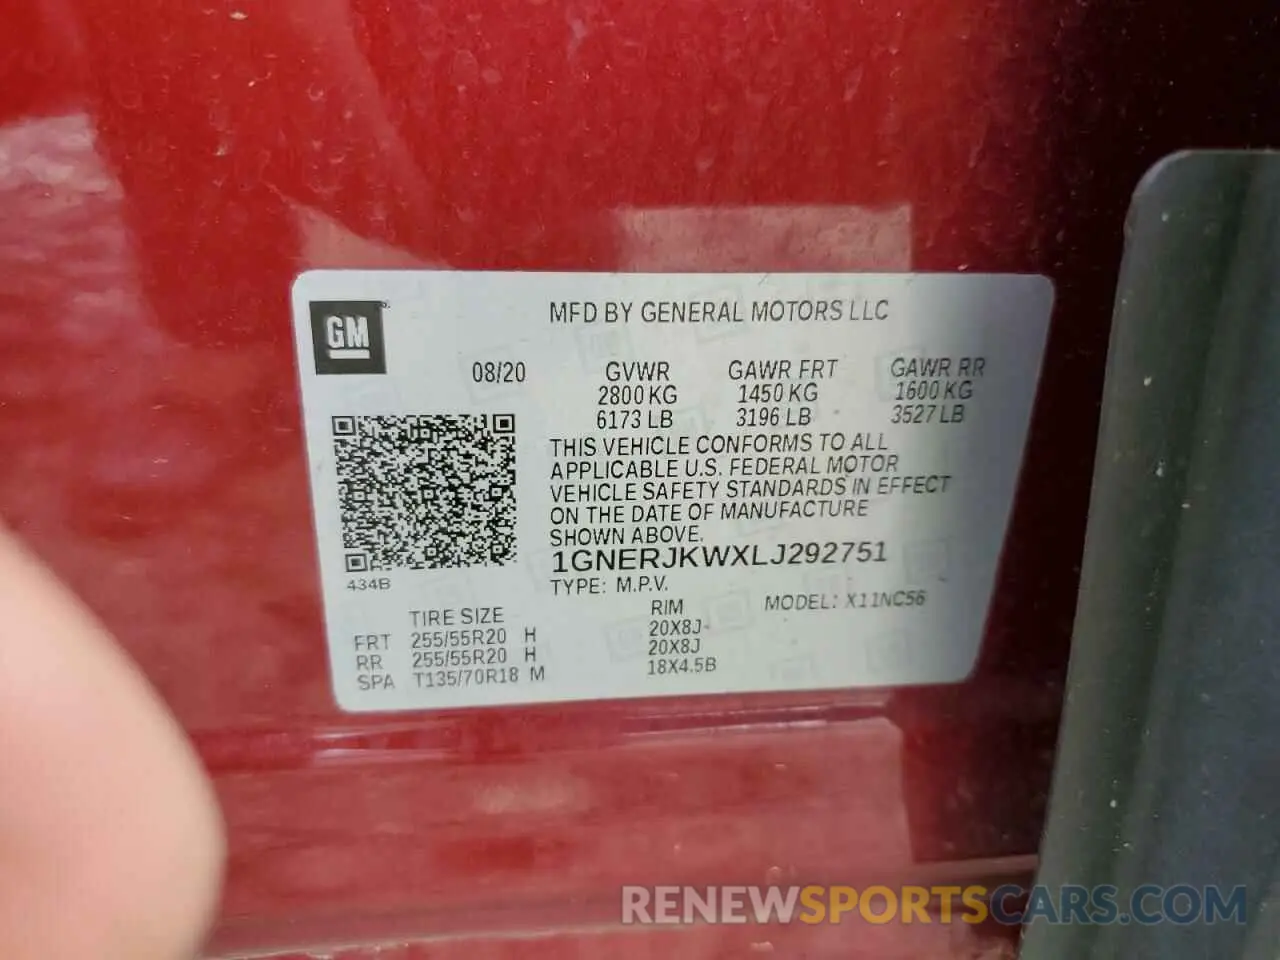 GM
MFD BY GENERAL MOTORS LLC
08/20 GVWR GAWR FRT GAWR RR
2800 KG 1450 KG 1600 KG
6173 LB 3196 LB 3527 LB
THIS VEHICLE CONFORMS TO ALL
APPLICABLE U.S. FEDERAL MOTOR
VEHICLE SAFETY STANDARDS IN EFFECT
ON THE DATE OF MANUFACTURE
SHOWN ABOVE.
1GNERJKWXLJ292751
434B
TYPE: M.P.V.
MODEL: X11NC56
TIRE SIZE RIM
FRT 255/55R20 H 20X8J
RR 255/55R20 H 20X8J
SPA T135/70R18 M 18X4.5B
RENEWSPORTSCARS.COM